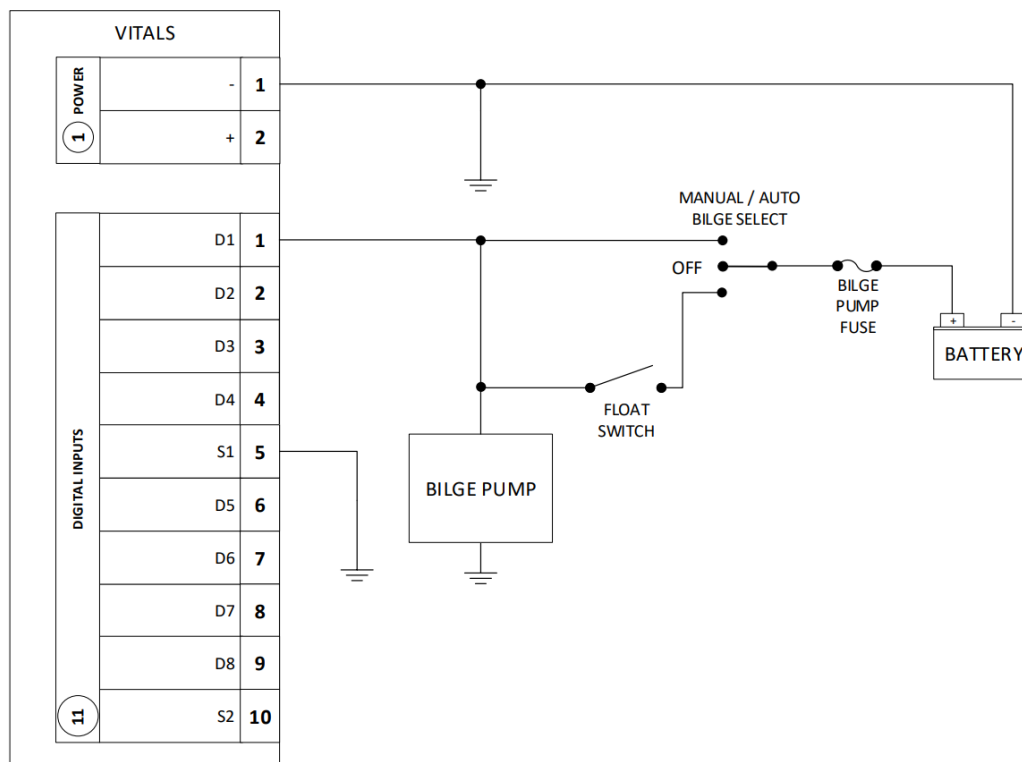 VITALS
POWER
1
- 1
+ 2
DIGITAL INPUTS
11
D1 1
D2 2
D3 3
D4 4
S1 5
D5 6
D6 7
D7 8
D8 9
S2 10
MANUAL / AUTO
BILGE SELECT
OFF
BILGE
PUMP
FUSE
+ -
BATTERY
FLOAT
SWITCH
BILGE PUMP